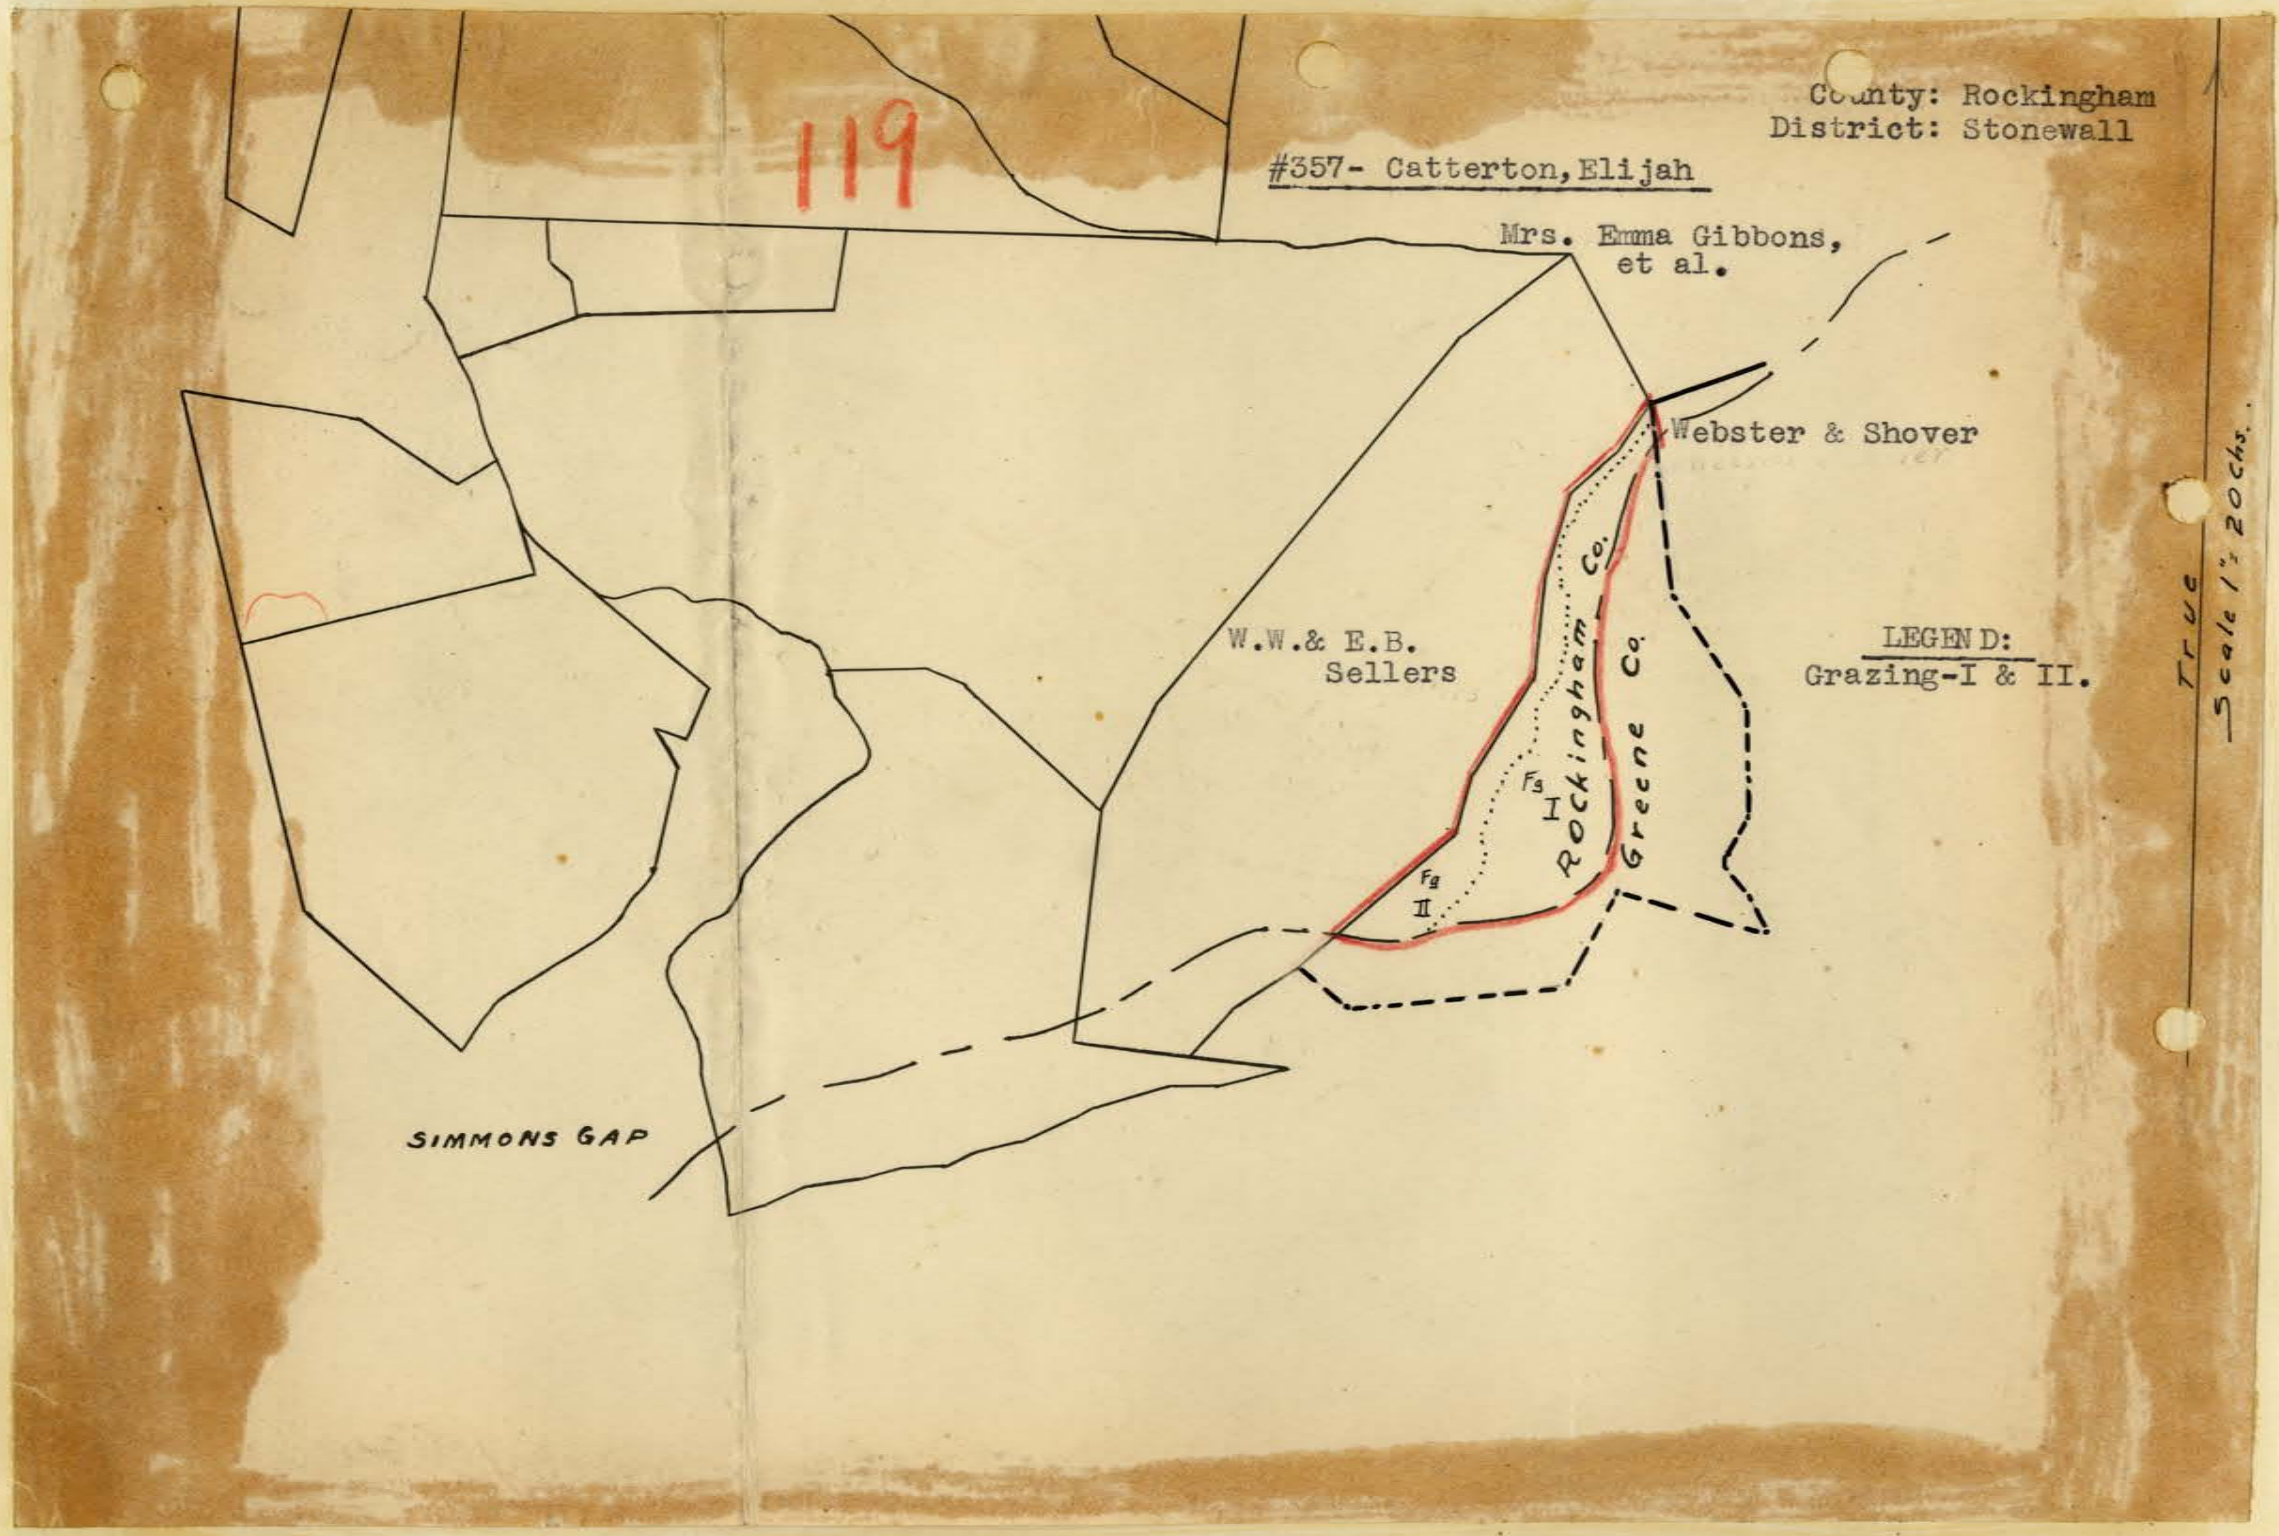 119
County: Rockingham
District: Stonewall
#357- Catterton,Elijah
Mrs. Emma Gibbons,
et al.
Webster & Shover
W.W.& E.B.
Sellers
LEGEND:
Grazing-I & II.
Rockingham Co.
Greene Co.
Fg
I
Fg
II
SIMMONS GAP
True
Scale 1"= 20 Chs.